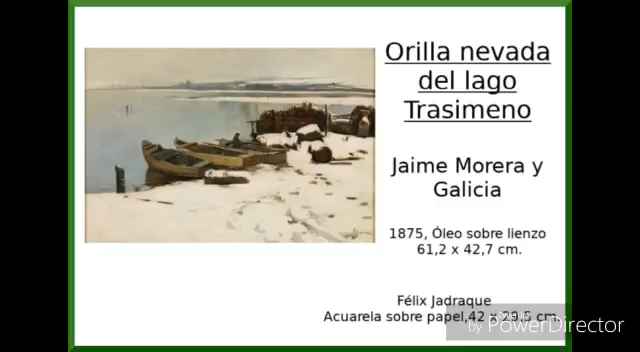 Orilla nevada
del lago
Trasimeno
Jaime Morera y
Galicia
1875, Óleo sobre lienzo
61,2 x 42,7 cm.
Félix Jadraque
Acuarela sobre papel,42 x 29,5 cm.
by PowerDirector